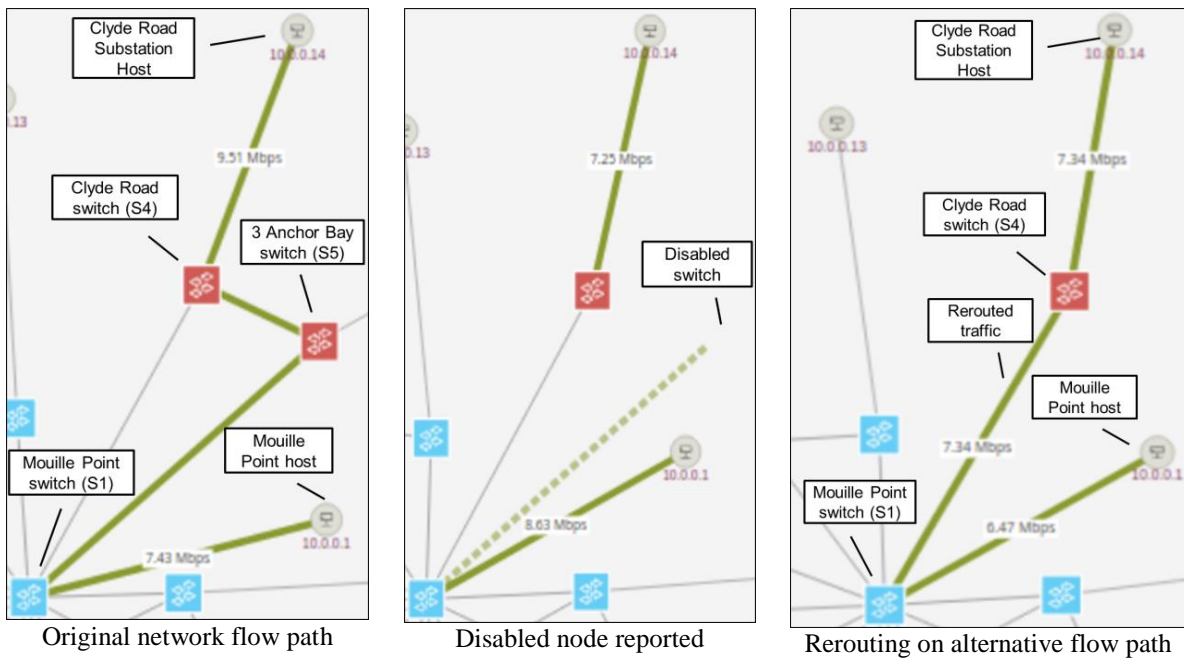 Clyde Road
Substation
Host
10.0.0.14
.13
9.51 Mbps
Clyde Road
switch (S4)
3 Anchor Bay
switch (S5)
Mouille
Point host
Mouille Point
switch (S1)
10.0.0.1
7.43 Mbps
Original network flow path
10.0.0.14
0.13
7.25 Mbps
Disabled
switch
10.0.0.1
8.63 Mbps
Disabled node reported
Clyde Road
Substation
Host
10.0.0.14
10.0.0.13
7.34 Mbps
Clyde Road
switch (S4)
Rerouted
traffic
Mouille
Point host
7.34 Mbps
10.0.0.1
Mouille Point
switch (S1)
6.47 Mbps
Rerouting on alternative flow path